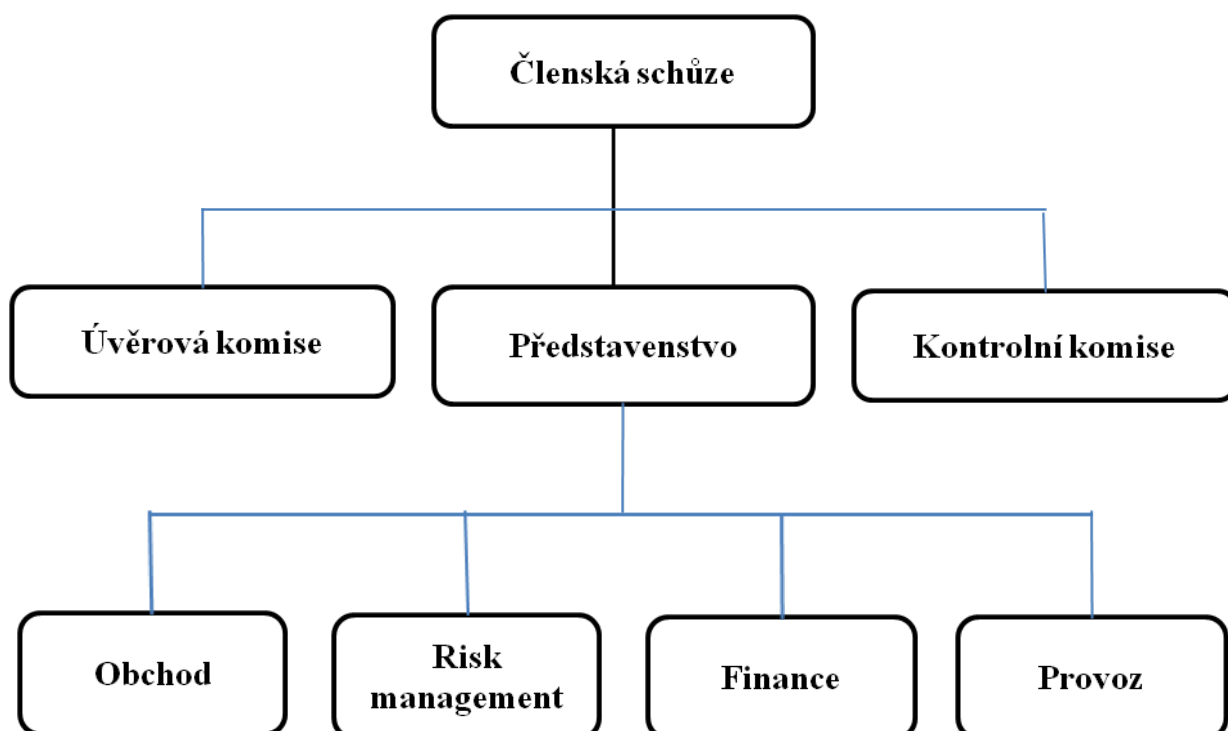 Členská schůze
Úvěrová komise
Představenstvo
Kontrolní komise
Obchod
Risk
management
Finance
Provoz